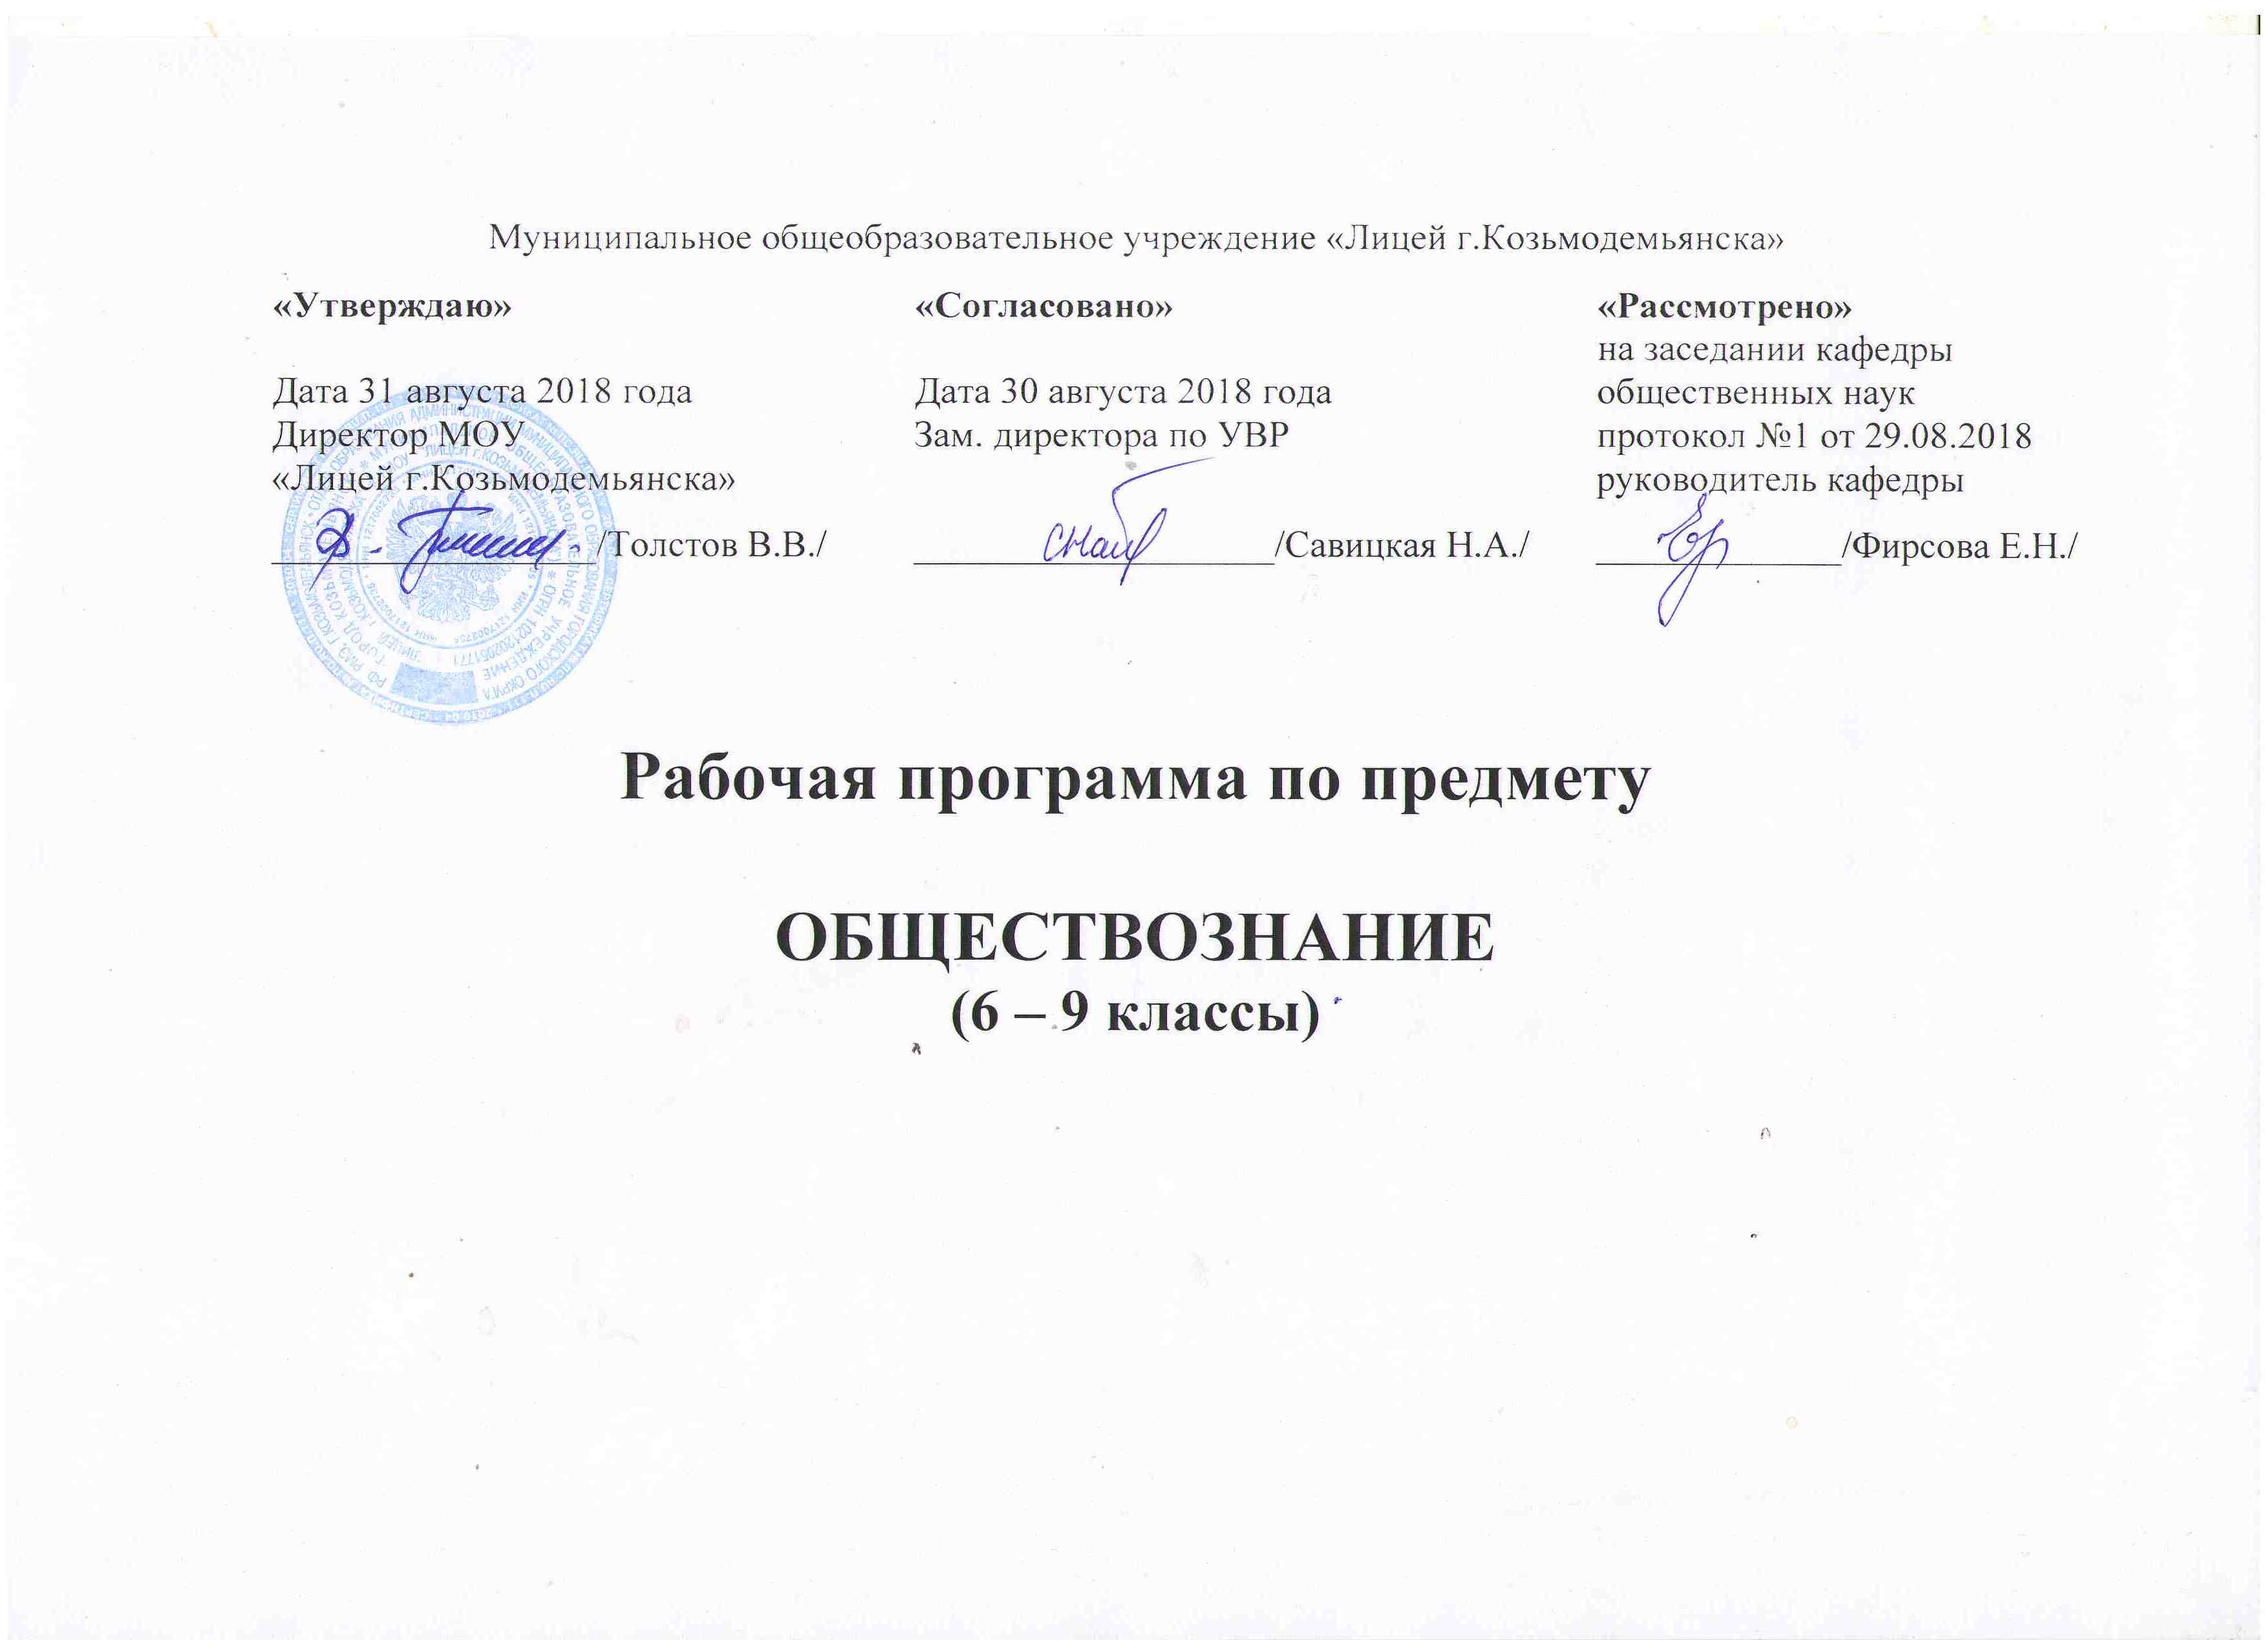 Муниципальное общеобразовательное учреждение «Лицей г.Козьмодемьянска»
«Утверждаю»
Дата 31 августа 2018 года
Директор МОУ
«Лицей г.Козьмодемьянска»
/Толстов В.В./
«Согласовано»
Дата 30 августа 2018 года
Зам. директора по УВР
/Савицкая Н.А./
«Рассмотрено»
на заседании кафедры
общественных наук
протокол №1 от 29.08.2018
руководитель кафедры
/Фирсова Е.Н./
Рабочая программа по предмету
ОБЩЕСТВОЗНАНИЕ
(6 – 9 классы)